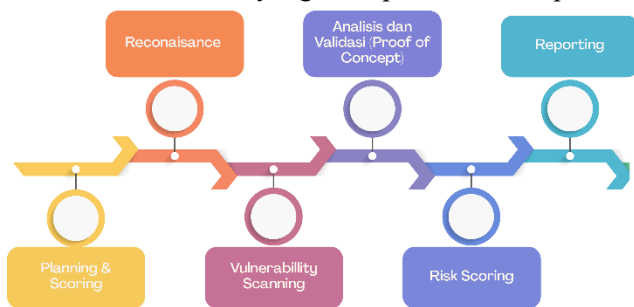 Reconaisance
Analisis dan
Validasi (Proof of
Concept)
Reporting
Planning &
Scoring
Vulnerabillity
Scanning
Risk Scoring